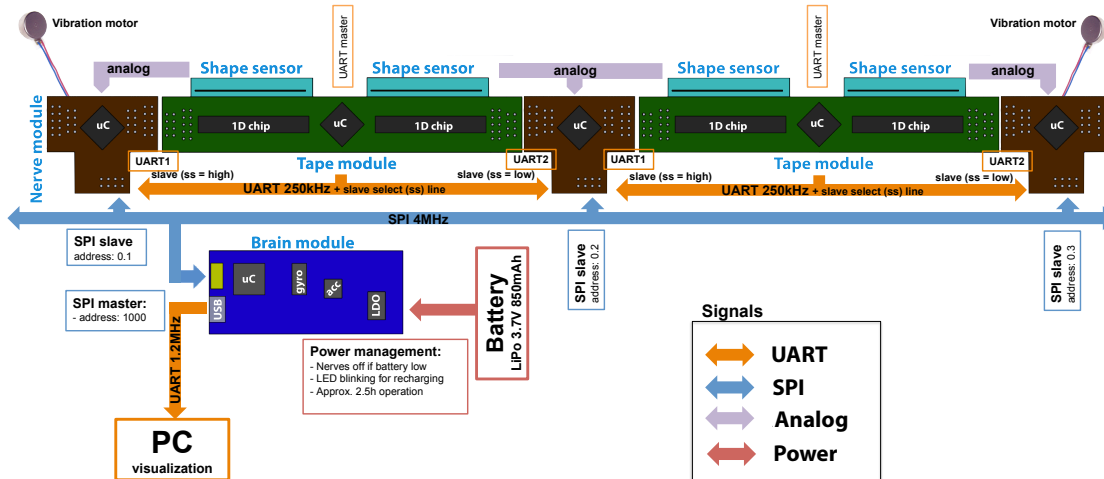 Vibration motor
UART master
UART master
Vibration motor
analog
Shape sensor
Shape sensor
analog
Shape sensor
Shape sensor
analog
Nerve module
uC
1D chip
uC
1D chip
uC
1D chip
uC
1D chip
uC
UART1
Tape module
UART2
UART1
Tape module
UART2
slave (ss = high)
slave (ss = low)
slave (ss = high)
slave (ss = low)
UART 250kHz + slave select (ss) line
UART 250kHz + slave select (ss) line
SPI 4MHz
SPI slave
address: 0.1
Brain module
SPI slave
address: 0.2
SPI slave
address: 0.3
uC
gyro
acc
LDO
USB
Battery
LiPo 3.7V 850mAh
SPI master:
- address: 1000
UART 1.2MHz
Power management:
- Nerves off if battery low
- LED blinking for recharging
- Approx. 2.5h operation
PC
visualization
Signals
UART
SPI
Analog
Power